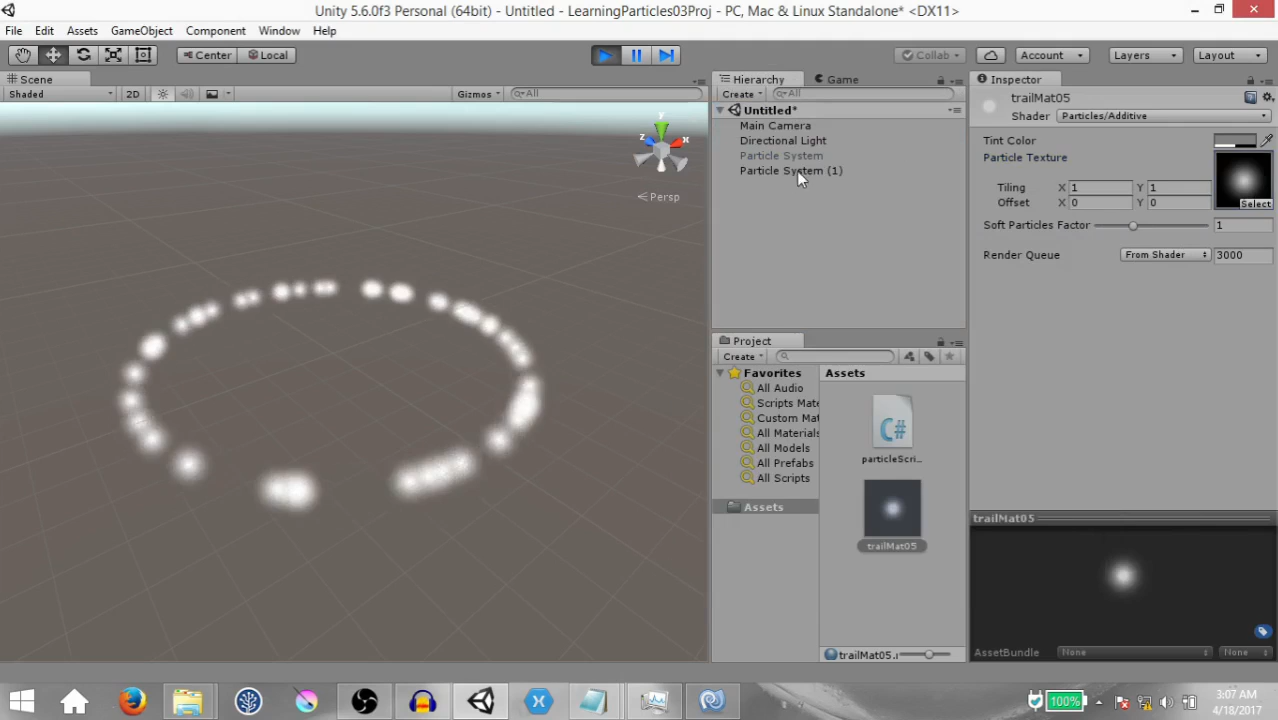 Unity 5.6.0f3 Personal (64bit) - Untitled - LearningParticles03Proj - PC, Mac & Linux Standalone* <DX11>
File Edit Assets GameObject Component Window Help
Center Local Collab Account Layers Layout
Scene
Shaded 2D Gizmos All
y
z x
Persp
Hierarchy Game
Create All
Untitled*
Main Camera
Directional Light
Particle System
Particle System (1)
Project
Create
Favorites
All Audio
Scripts Mate
Custom Mat
All Materials
All Models
All Prefabs
All Scripts
Assets
Assets
C#
particleScri...
trailMat05
trailMat05.
Inspector
trailMat05
Shader Particles/Additive
Tint Color
Particle Texture
Tiling X 1 Y 1
Offset X 0 Y 0
Select
Soft Particles Factor 1
Render Queue From Shader 3000
trailMat05
AssetBundle None None
100%
3:07 AM
4/18/2017